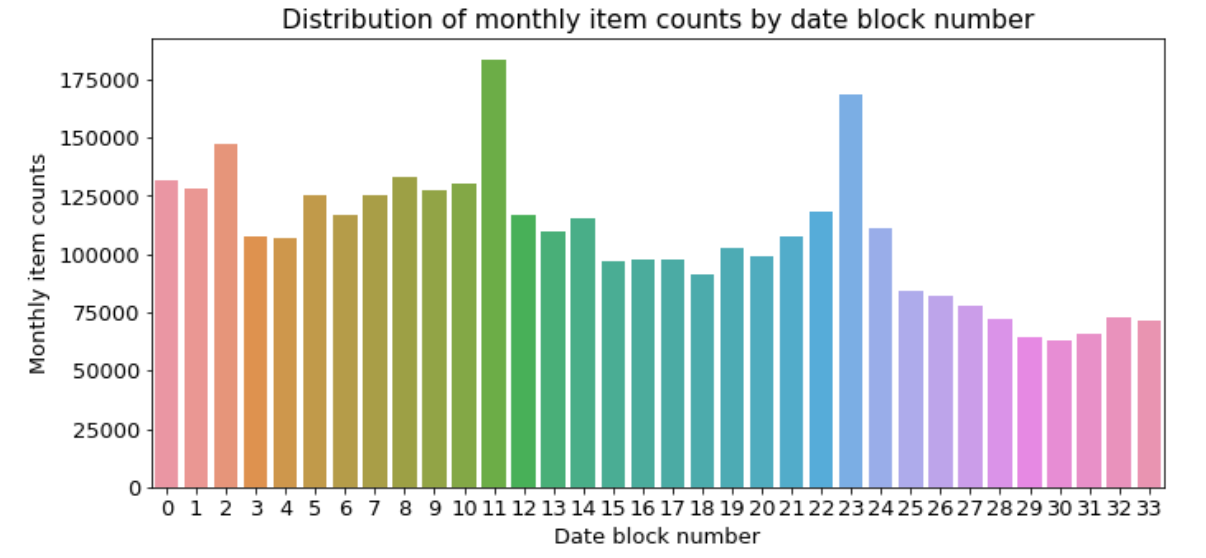 Distribution of monthly item counts by date block number
Monthly item counts
175000
150000
125000
100000
75000
50000
25000
0
0 1 2 3 4 5 6 7 8 9 10 11 12 13 14 15 16 17 18 19 20 21 22 23 24 25 26 27 28 29 30 31 32 33
Date block number